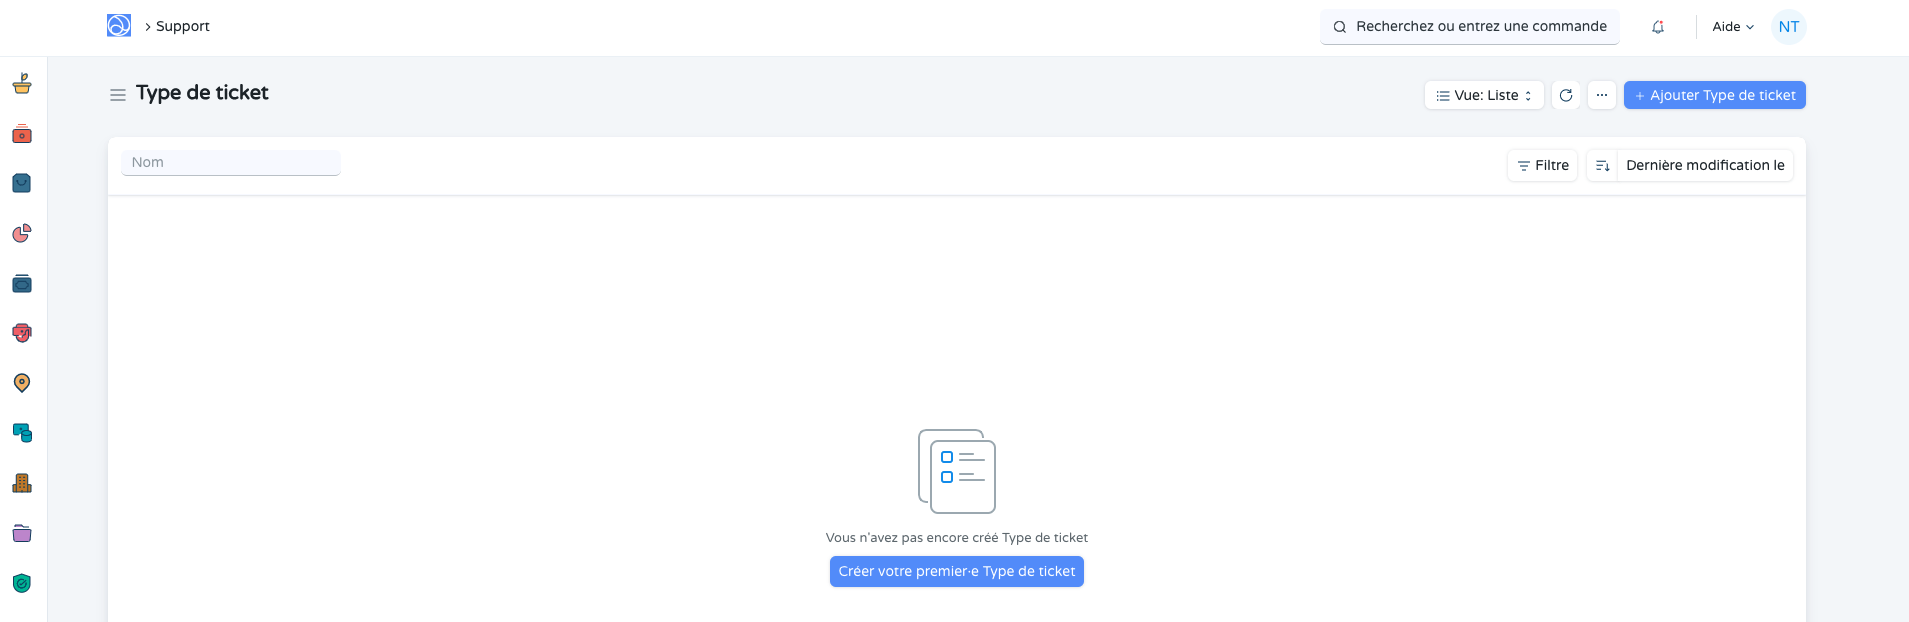 Support
Recherchez ou entrez une commande
Aide
NT
Type de ticket
Vue: Liste
Ajouter Type de ticket
Nom
Filtre
Dernière modification le
Vous n'avez pas encore créé Type de ticket
Créer votre premier·e Type de ticket